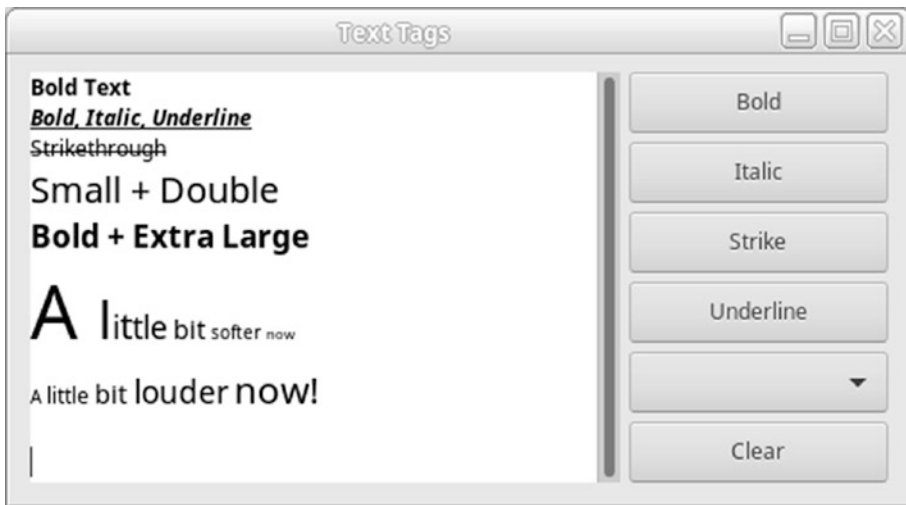 Text Tags
Bold Text
Bold, Italic, Underline
Strikethrough
Small + Double
Bold + Extra Large
A little bit softer now
A little bit louder now!
Bold
Italic
Strike
Underline
Clear